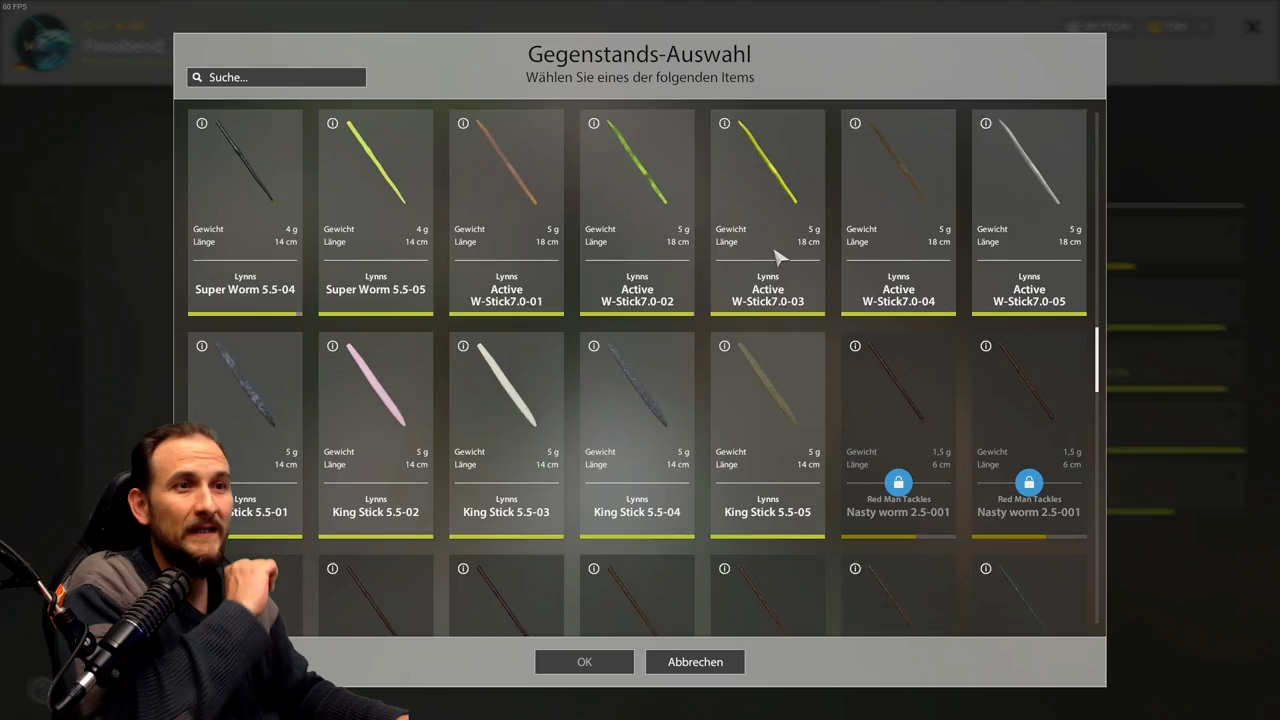 60 FPS
Gegenstands-Auswahl
Wählen Sie eines der folgenden Items
Suche...
Gewicht 4 g
Länge 14 cm
Lynns
Super Worm 5.5-04
Gewicht 4 g
Länge 14 cm
Lynns
Super Worm 5.5-05
Gewicht 5 g
Länge 18 cm
Lynns
Active
W-Stick7.0-01
Gewicht 5 g
Länge 18 cm
Lynns
Active
W-Stick7.0-02
Gewicht 5 g
Länge 18 cm
Lynns
Active
W-Stick7.0-03
Gewicht 5 g
Länge 18 cm
Lynns
Active
W-Stick7.0-04
Gewicht 5 g
Länge 18 cm
Lynns
Active
W-Stick7.0-05
5 g
14 cm
Stick 5.5-01
Gewicht 5 g
Länge 14 cm
Lynns
King Stick 5.5-02
Gewicht 5 g
Länge 14 cm
Lynns
King Stick 5.5-03
Gewicht 5 g
Länge 14 cm
Lynns
King Stick 5.5-04
Gewicht 5 g
Länge 14 cm
Lynns
King Stick 5.5-05
Gewicht 1,5 g
Länge 6 cm
Red Man Tackles
Nasty worm 2.5-001
Gewicht 1,5 g
Länge 6 cm
Red Man Tackles
Nasty worm 2.5-001
OK
Abbrechen